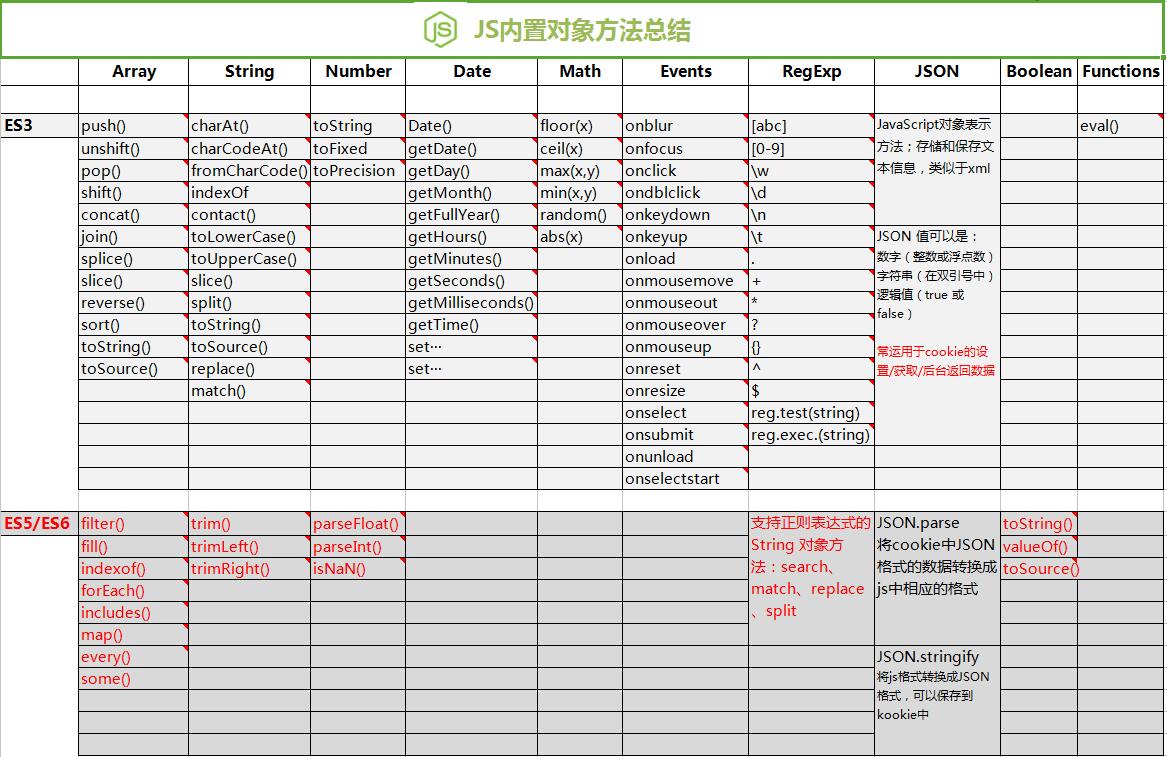 JS JS内置对象方法总结
Array String Number Date Math Events RegExp JSON Boolean Functions
ES3 push() charAt() toString Date() floor(x) onblur [abc] JavaScript对象表示 eval()
unshift() charCodeAt() toFixed getDate() ceil(x) onfocus [0-9] 方法；存储和保存文
pop() fromCharCode() toPrecision getDay() max(x,y) onclick \w 本信息，类似于xml
shift() indexOf getMonth() min(x,y) ondblclick \d
concat() contact() getFullYear() random() onkeydown \n
join() toLowerCase() getHours() abs(x) onkeyup \t JSON 值可以是：
splice() toUpperCase() getMinutes() onload . 数字（整数或浮点数）
slice() slice() getSeconds() onmousemove + 字符串（在双引号中）
reverse() split() getMilliseconds() onmouseout * 逻辑值（true 或
false）
sort() toString() getTime() onmouseover ?
toString() toSource() set… onmouseup {} 常运用于cookie的设
toSource() replace() set… onreset ^ 置/获取/后台返回数据
match() onresize $
onselect reg.test(string)
onsubmit reg.exec.(string)
onunload
onselectstart
ES5/ES6 filter() trim() parseFloat() 支持正则表达式的 JSON.parse toString()
fill() trimLeft() parseInt() String 对象方 将cookie中JSON valueOf()
indexof() trimRight() isNaN() 法：search、 格式的数据转换成 toSource()
forEach() match、replace js中相应的格式
includes() 、split
map()
every() JSON.stringify
some() 将js格式转换成JSON
格式，可以保存到
kookie中